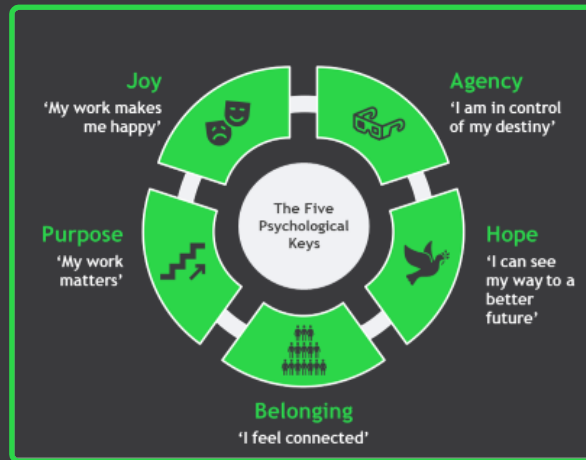 Joy
'My work makes
me happy'
Agency
'I am in control
of my destiny'
The Five
Psychological
Keys
Purpose
'My work
matters'
Hope
'I can see
my way to a
better
future'
Belonging
'I feel connected'